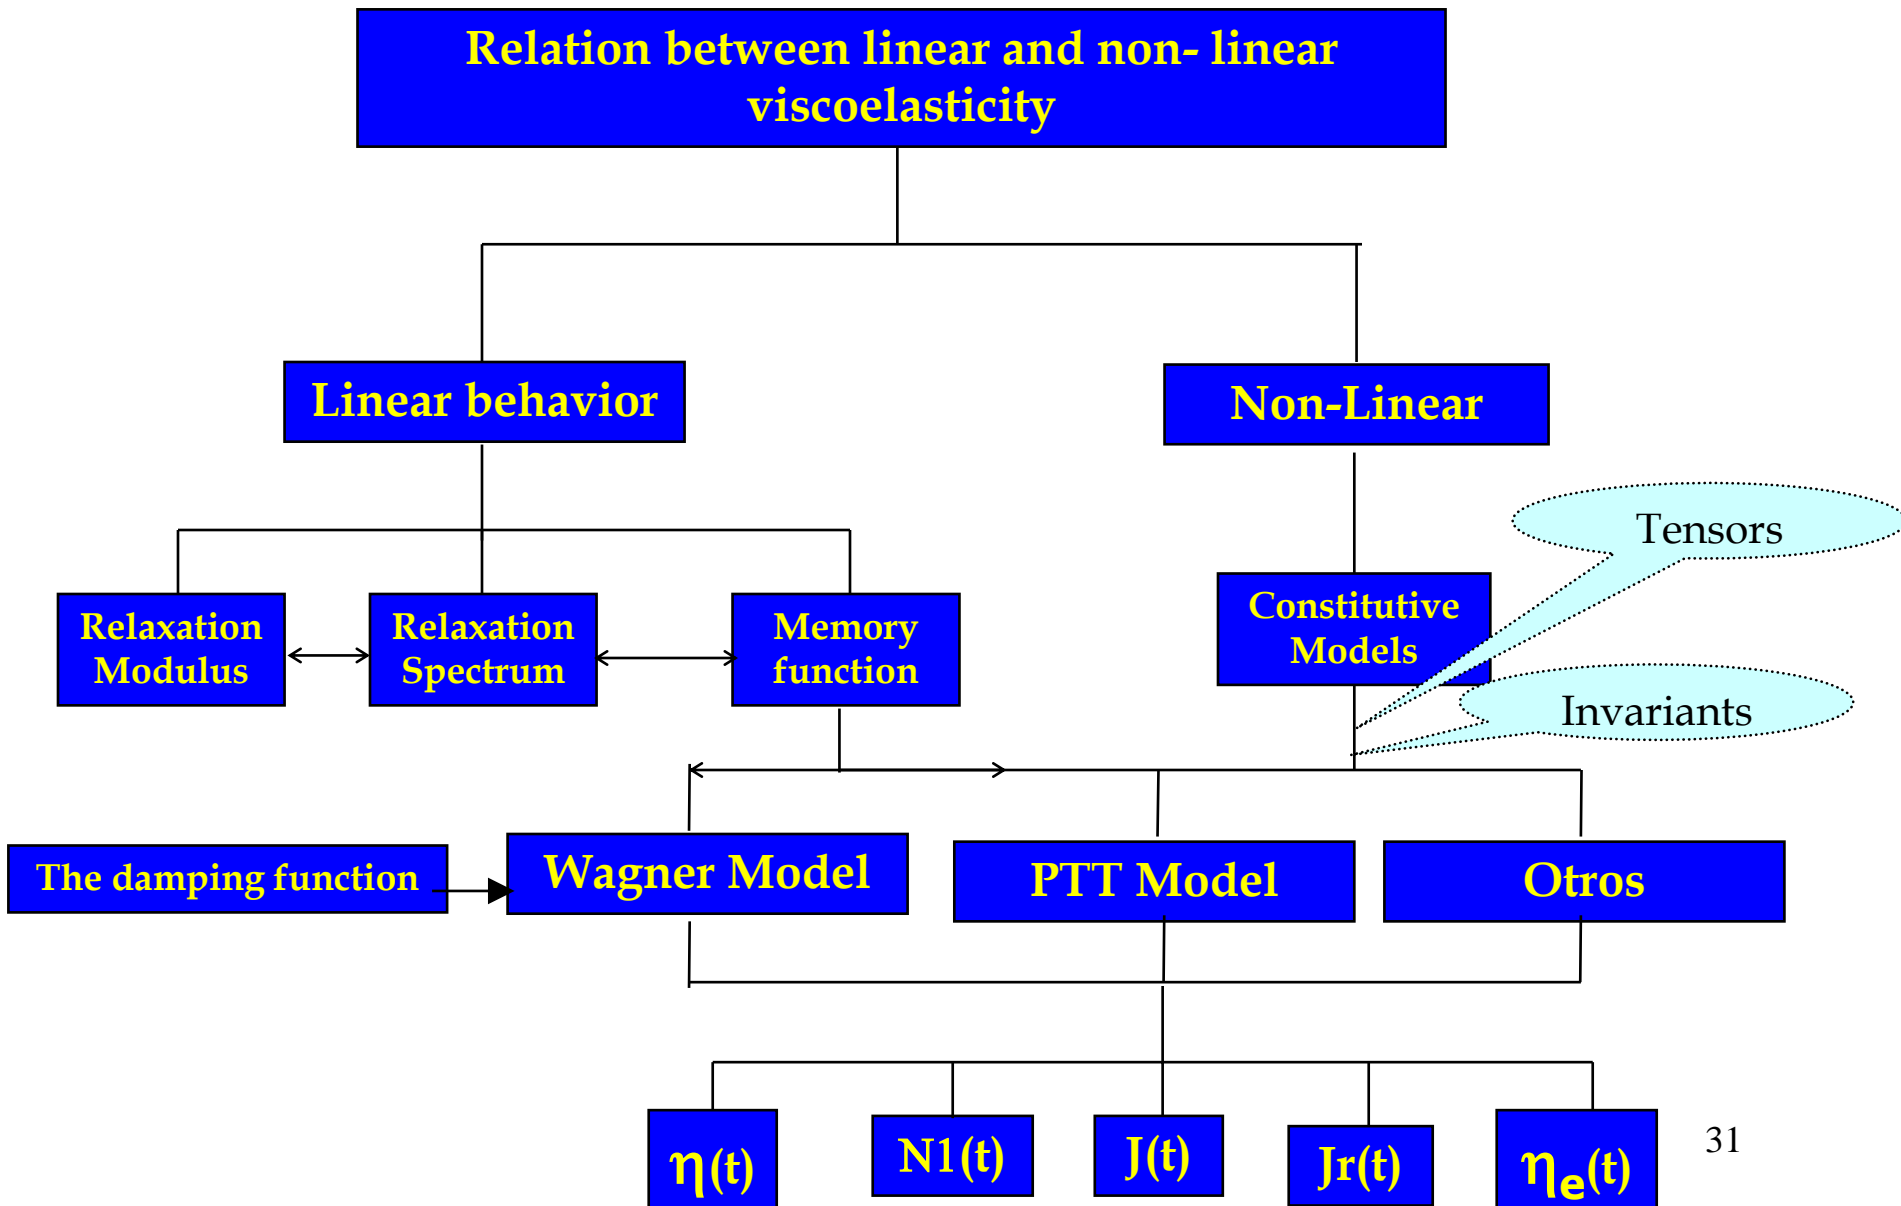 Relation between linear and non- linear
viscoelasticity
Linear behavior
Non-Linear
Tensors
Relaxation
Modulus
Relaxation
Spectrum
Memory
function
Constitutive
Models
Invariants
The damping function
Wagner Model
PTT Model
Otros
η(t)
N1(t)
J(t)
Jr(t)
ηe(t)
31